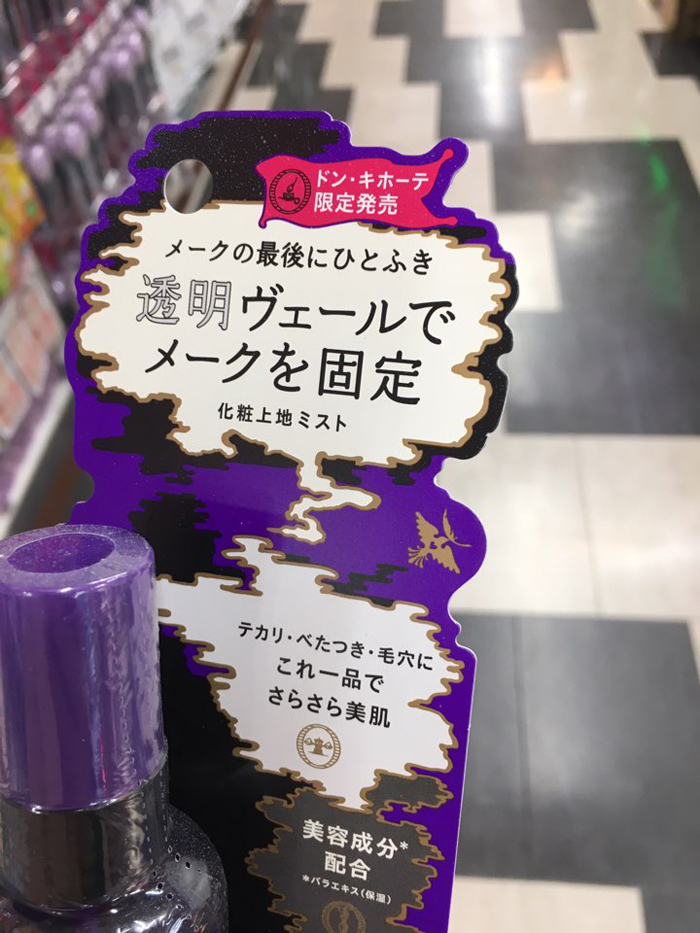 ドン・キホーテ
限定発売
メークの最後にひとふき
透明ヴェールで
メークを固定
化粧上地ミスト
テカリ・べたつき・毛穴に
これ一品で
さらさら美肌
美容成分*
配合
*バラエキス(保湿)